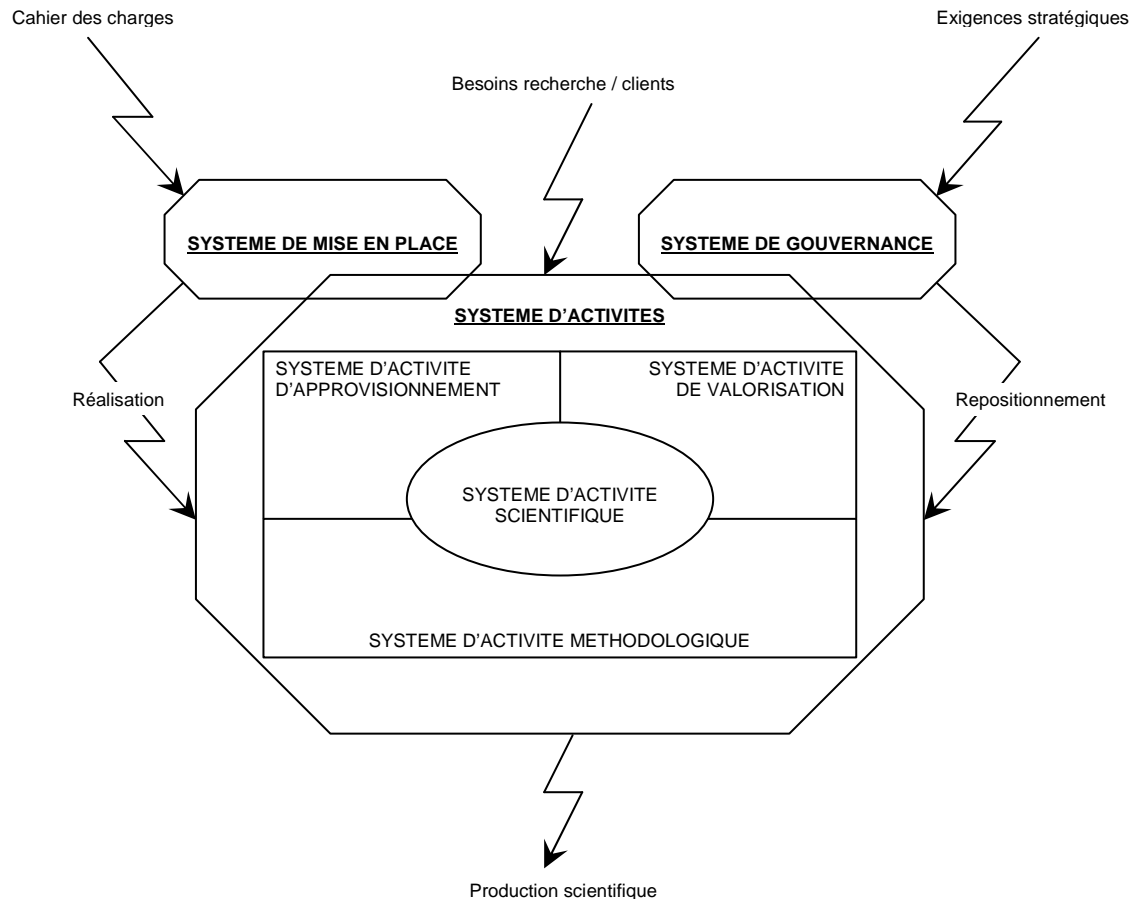 Cahier des charges
Exigences stratégiques
Besoins recherche / clients
SYSTEME DE MISE EN PLACE
SYSTEME DE GOUVERNANCE
SYSTEME D'ACTIVITES
SYSTEME D'ACTIVITE
D'APPROVISIONNEMENT
SYSTEME D'ACTIVITE
DE VALORISATION
Réalisation
Repositionnement
SYSTEME D'ACTIVITE
SCIENTIFIQUE
SYSTEME D'ACTIVITE METHODOLOGIQUE
Production scientifique